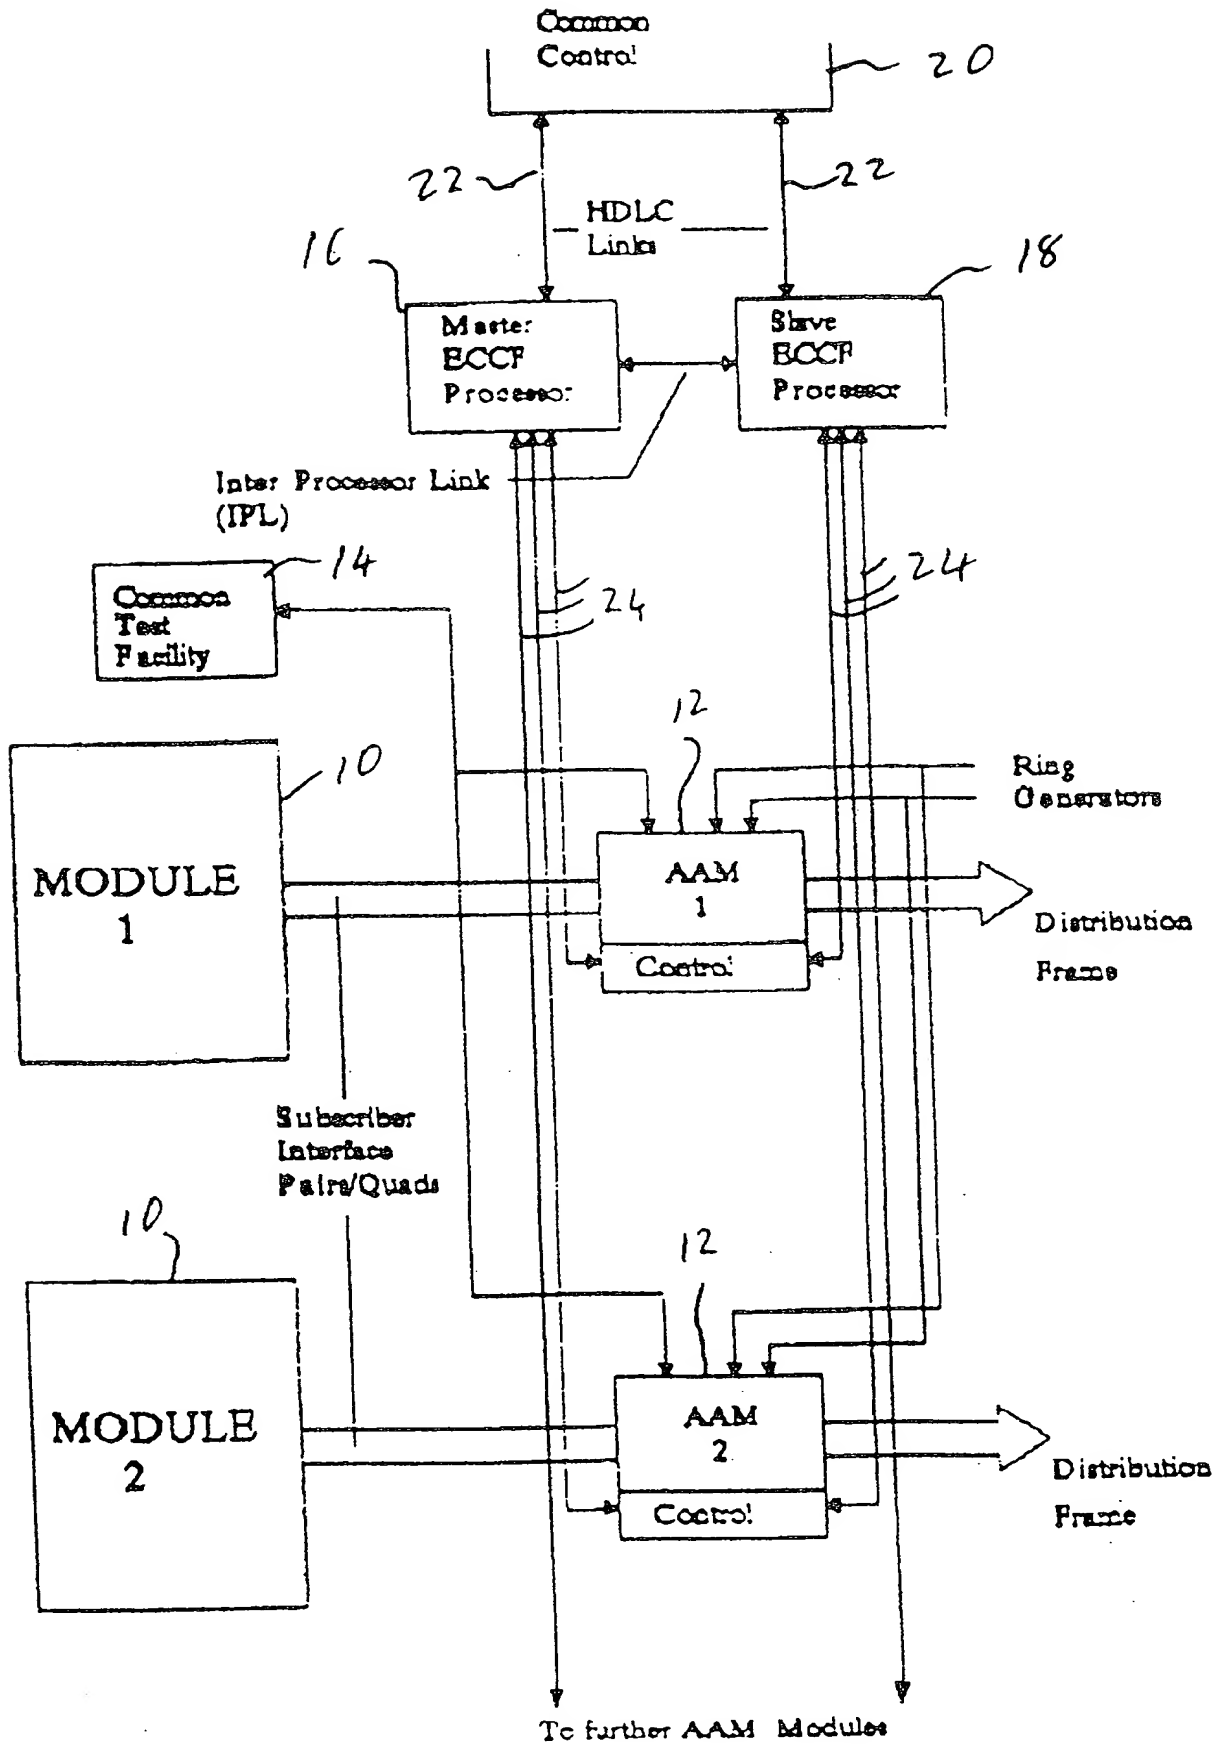 Common
Control
20
22
22
HDLC
Links
16
18
Master
ECCF
Processor
Slave
ECCF
Processor
Inter Processor Link
(IPL)
14
Common
Test
Facility
24
24
12
10
Ring
Generators
MODULE
1
AAM
1
Control
Distribution
Frame
Subscriber
Interface
Pairs/Quads
10
12
MODULE
2
AAM
2
Control
Distribution
Frame
To further AAM Modules